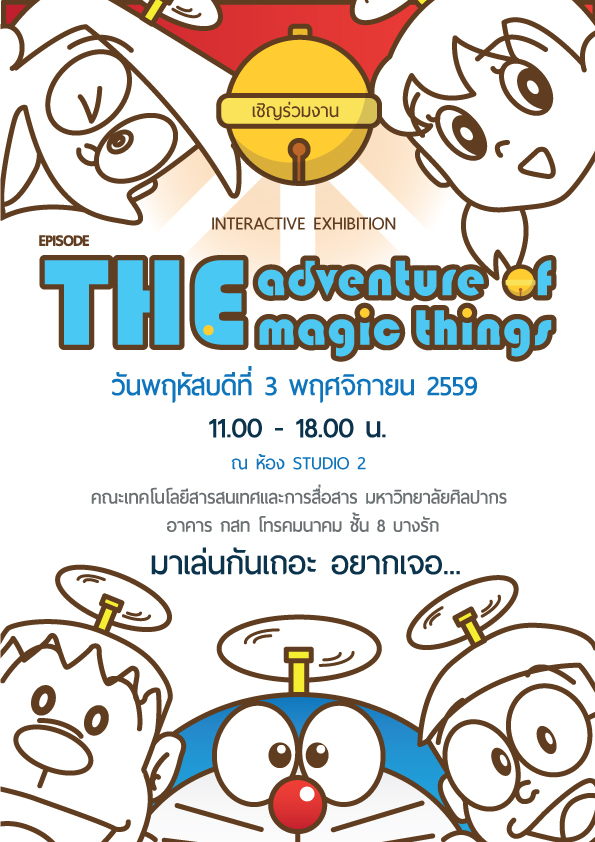 เชิญร่วมงาน
INTERACTIVE EXHIBITION
EPISODE
THE adventure of
magic things
วันพฤหัสบดีที่ 3 พฤศจิกายน 2559
11.00 - 18.00 น.
ณ ห้อง STUDIO 2
คณะเทคโนโลยีสารสนเทศและการสื่อสาร มหาวิทยาลัยศิลปากร
อาคาร กสท โทรคมนาคม ชั้น 8 บางรัก
มาเล่นกันเถอะ อยากเจอ...